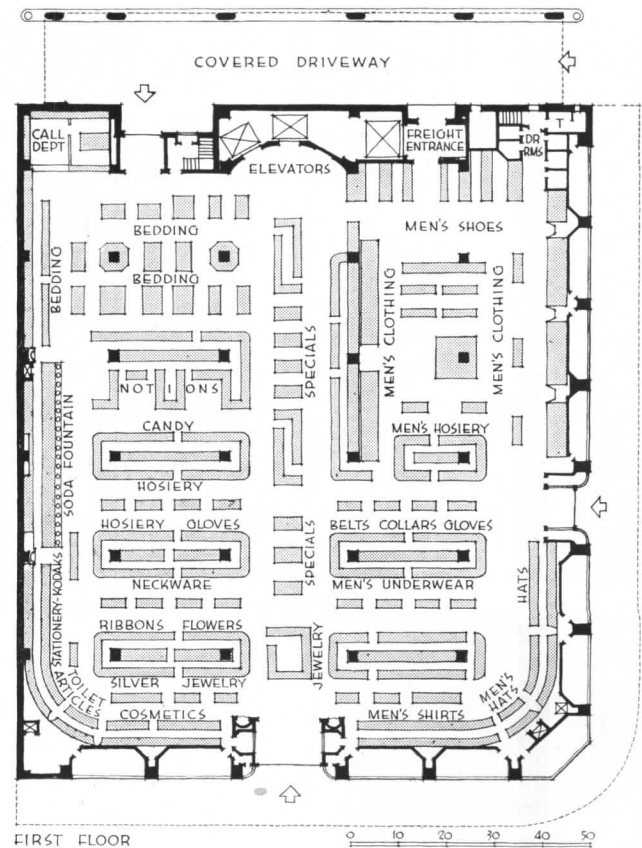 COVERED DRIVEWAY
CALL
DEPT
ELEVATORS
FREIGHT
ENTRANCE
T
DR
RMS
BEDDING
BEDDING
BEDDING
MEN'S SHOES
MEN'S CLOTHING
MEN'S CLOTHING
SPECIALS
NOTIONS
SODA FOUNTAIN
CANDY
HOSIERY
MEN'S HOSIERY
HOSIERY GLOVES
NECKWARE
SPECIALS
BELTS COLLARS GLOVES
MEN'S UNDERWEAR
HATS
STATIONERY-KODAKS
RIBBONS FLOWERS
SILVER JEWELRY
JEWELRY
TOILET
ARTICLES
COSMETICS
MEN'S SHIRTS
MEN'S
HATS
FIRST FLOOR
0 10 20 30 40 50